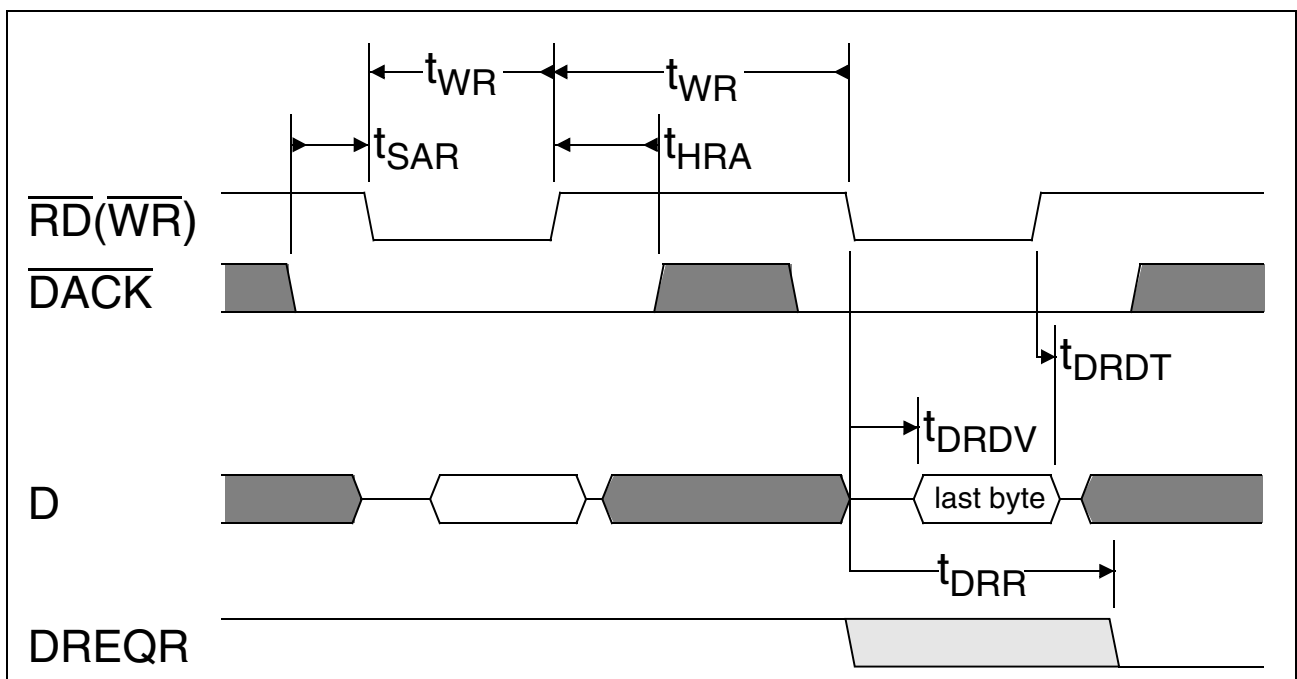 tWR tWR
tSAR tHRA
RD(WR)
DACK
tDRDT
tDRDV
D last byte
tDRR
DREQR